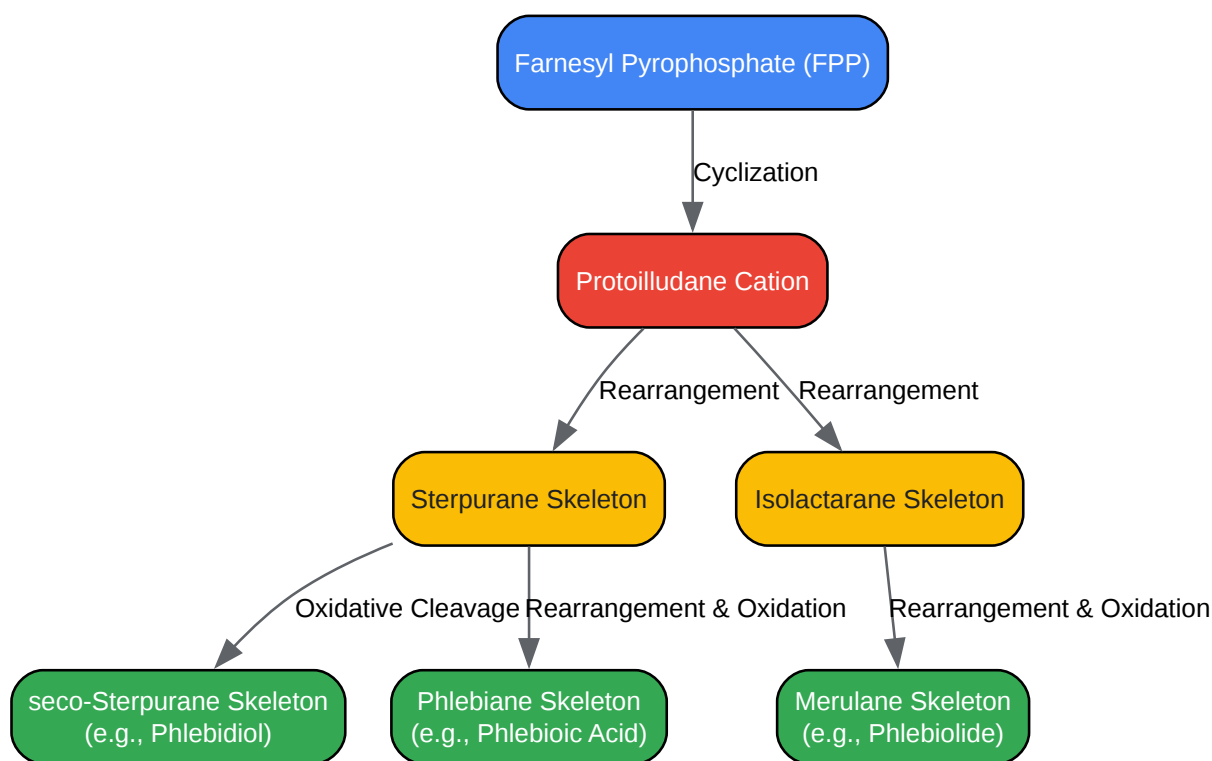 Farnesyl Pyrophosphate (FPP)
Cyclization
Protoilludane Cation
Rearrangement
Rearrangement
Sterpurane Skeleton
Isolactarane Skeleton
Oxidative Cleavage
Rearrangement & Oxidation
Rearrangement & Oxidation
seco-Sterpurane Skeleton
(e.g., Phlebidiol)
Phlebiane Skeleton
(e.g., Phlebioic Acid)
Merulane Skeleton
(e.g., Phlebiolide)